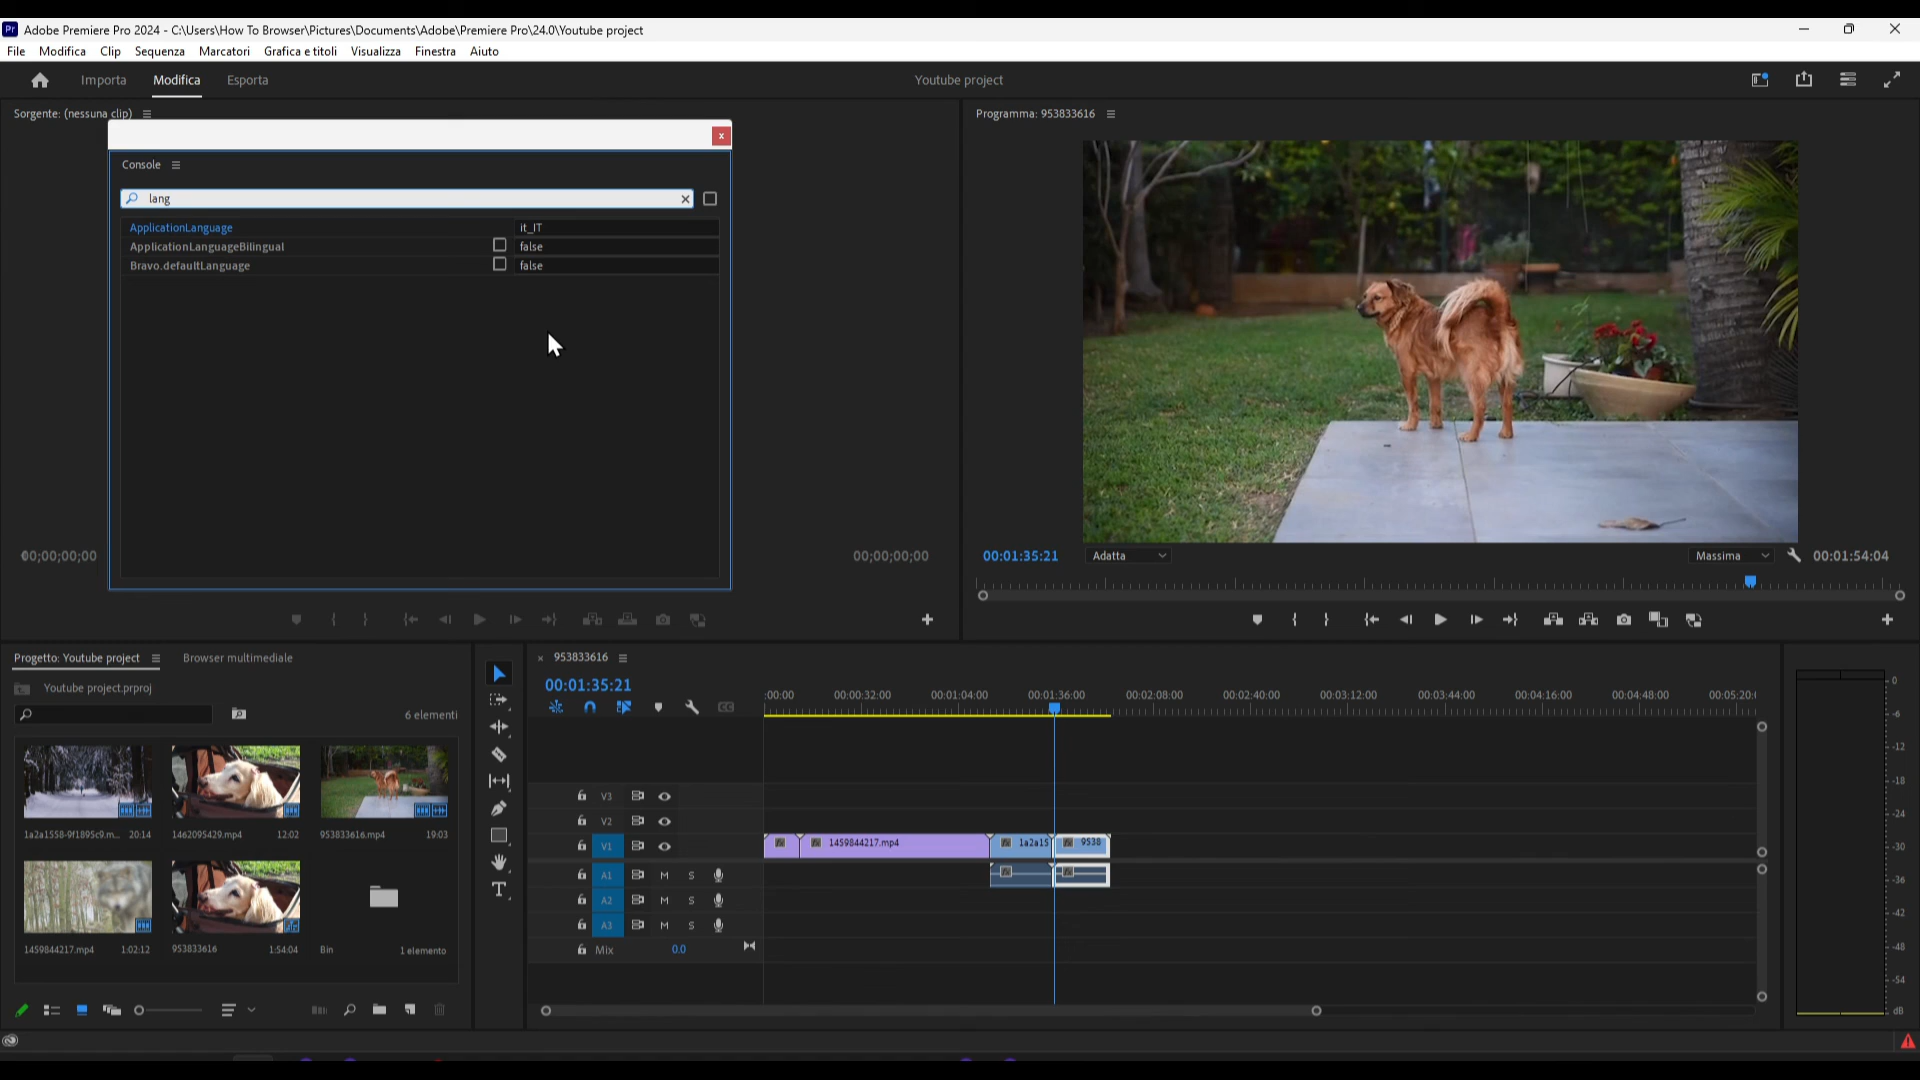 Pr Adobe Premiere Pro 2024 - C:\Users\How To Browser\Pictures\Documents\Adobe\Premiere Pro\24.0\Youtube project
File Modifica Clip Sequenza Marcatori Grafica e titoli Visualizza Finestra Aiuto
Importa Modifica Esporta Youtube project
Sorgente: (nessuna clip)
Programma: 953833616
x
Console
lang
ApplicationLanguage it_IT
ApplicationLanguageBilingual false
Bravo.defaultLanguage false
00;00;00;00 00;00;00;00
00:01:35:21 Adatta Massima 00:01:54:04
Progetto: Youtube project Browser multimediale
Youtube project.prproj
6 elementi
1a2a1558-9f1895c9.m... 20:14
1462095429.mp4 12:02
953833616.mp4 19:03
1459844217.mp4 1:02:12
953833616 1:54:04
Bin 1 elemento
× 953833616
00:01:35:21
:00:00 00:00:32:00 00:01:04:00 00:01:36:00 00:02:08:00 00:02:40:00 00:03:12:00 00:03:44:00 00:04:16:00 00:04:48:00 00:05:20:
V3
V2
V1 1459844217.mp4 1a2a15 9538
A1 M S
A2 M S
A3 M S
Mix 0.0
0
-6
-12
-18
-24
-30
-36
-42
-48
-54
dB